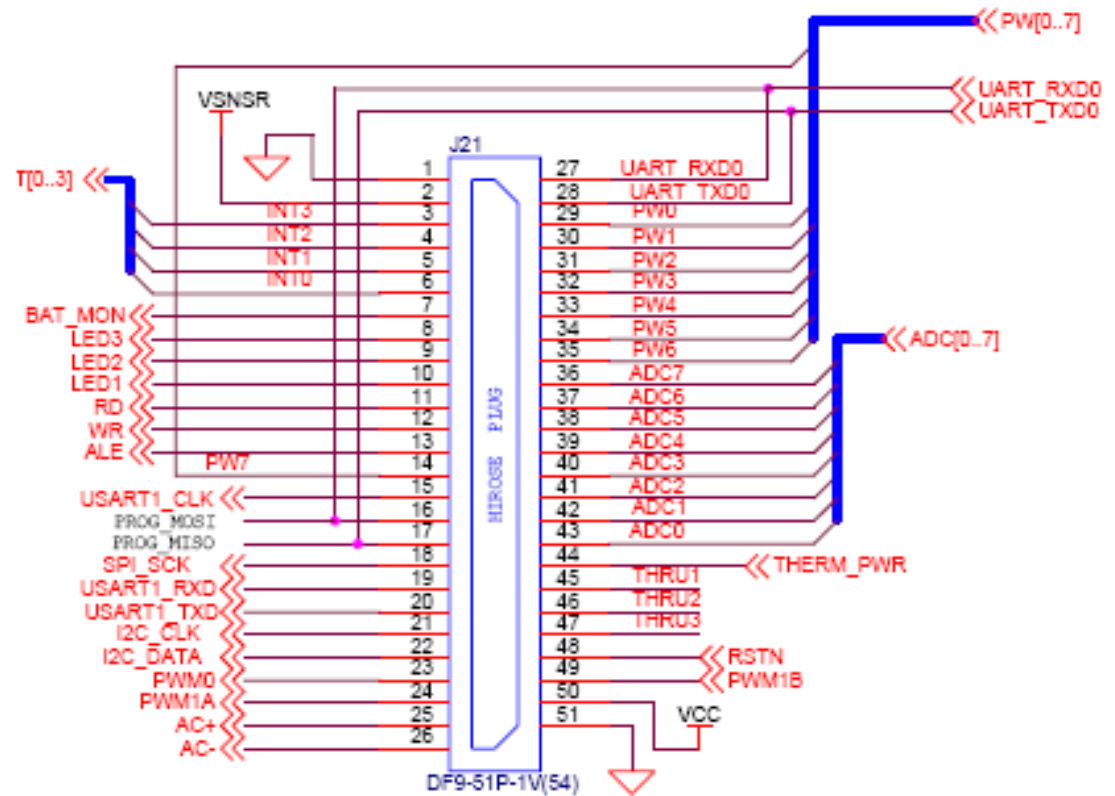 PW[0..7]
UART_RXD0
UART_TXD0
VSNSR
J21
T[0..3]
1 27 UART_RXD0
2 28 UART_TXD0
INT3 3 29 PW0
INT2 4 30 PW1
INT1 5 31 PW2
INT0 6 32 PW3
BAT_MON 7 33 PW4
LED3 8 34 PW5
LED2 9 35 PW6
LED1 10 36 ADC7
RD 11 37 ADC6
WR 12 38 ADC5
ALE 13 39 ADC4
PW7 14 40 ADC3
USART1_CLK 15 41 ADC2
PROG_MOSI 16 42 ADC1
PROG_MISO 17 43 ADC0
SPI_SCK 18 44 THERM_PWR
USART1_RXD 19 45 THRU1
USART1_TXD 20 46 THRU2
I2C_CLK 21 47 THRU3
I2C_DATA 22 48 RSTN
PWM0 23 49 PWM1B
PWM1A 24 50 VCC
AC+ 25 51
AC- 26
ADC[0..7]
HIROSE PLUG
DF9-51P-1V(54)